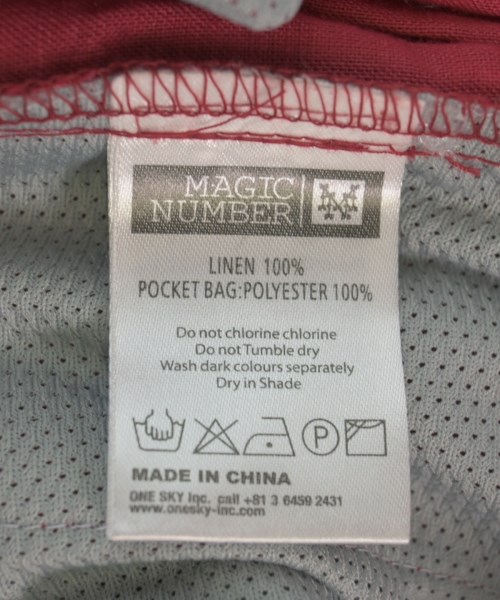 MAGIC
NUMBER M
LINEN 100%
POCKET BAG:POLYESTER 100%
Do not chlorine chlorine
Do not Tumble dry
Wash dark colours separately
Dry in Shade
P
MADE IN CHINA
ONE SKY Inc. call +81 3 6459 2431
www.onesky-inc.com